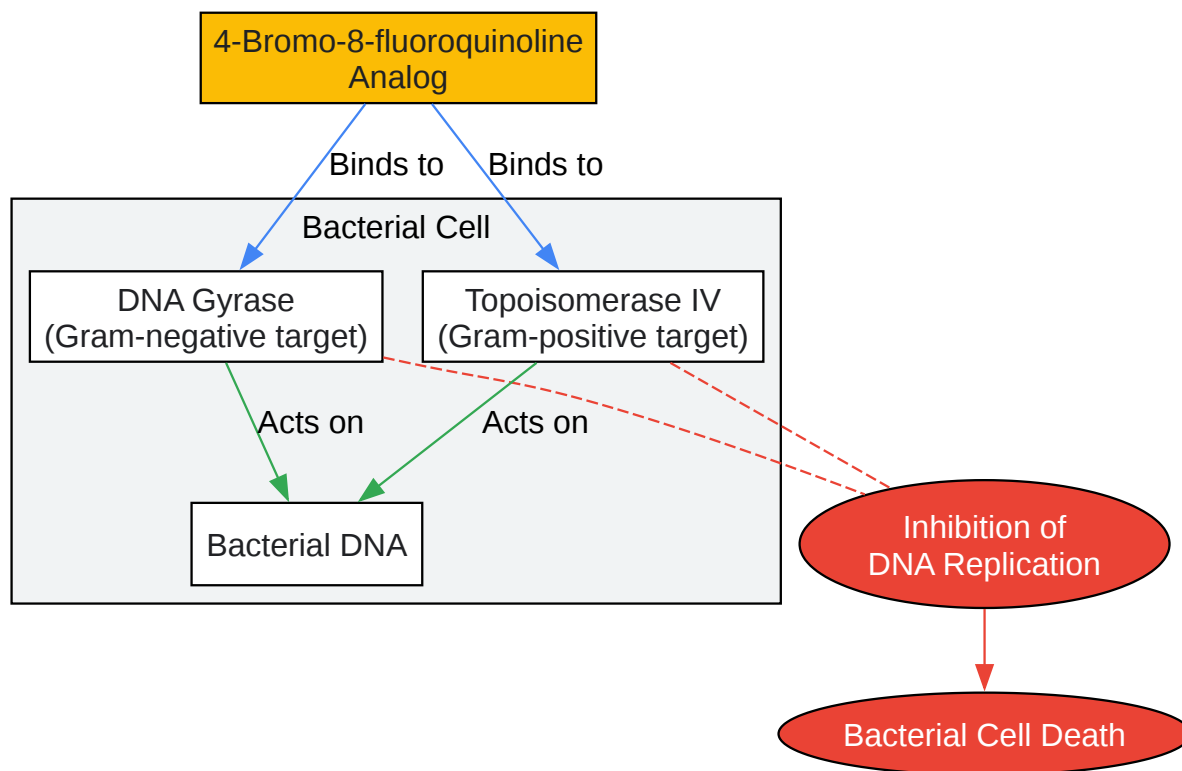 4-Bromo-8-fluoroquinoline
Analog
Binds to
Binds to
Bacterial Cell
DNA Gyrase
(Gram-negative target)
Topoisomerase IV
(Gram-positive target)
Acts on
Acts on
Bacterial DNA
Inhibition of
DNA Replication
Bacterial Cell Death